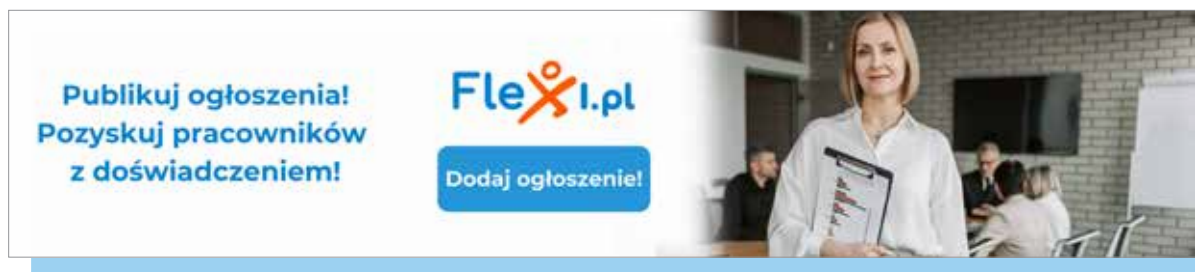 Publikuj ogłoszenia!
Pozyskuj pracowników
z doświadczeniem!
FleXI.pl
Dodaj ogłoszenie!